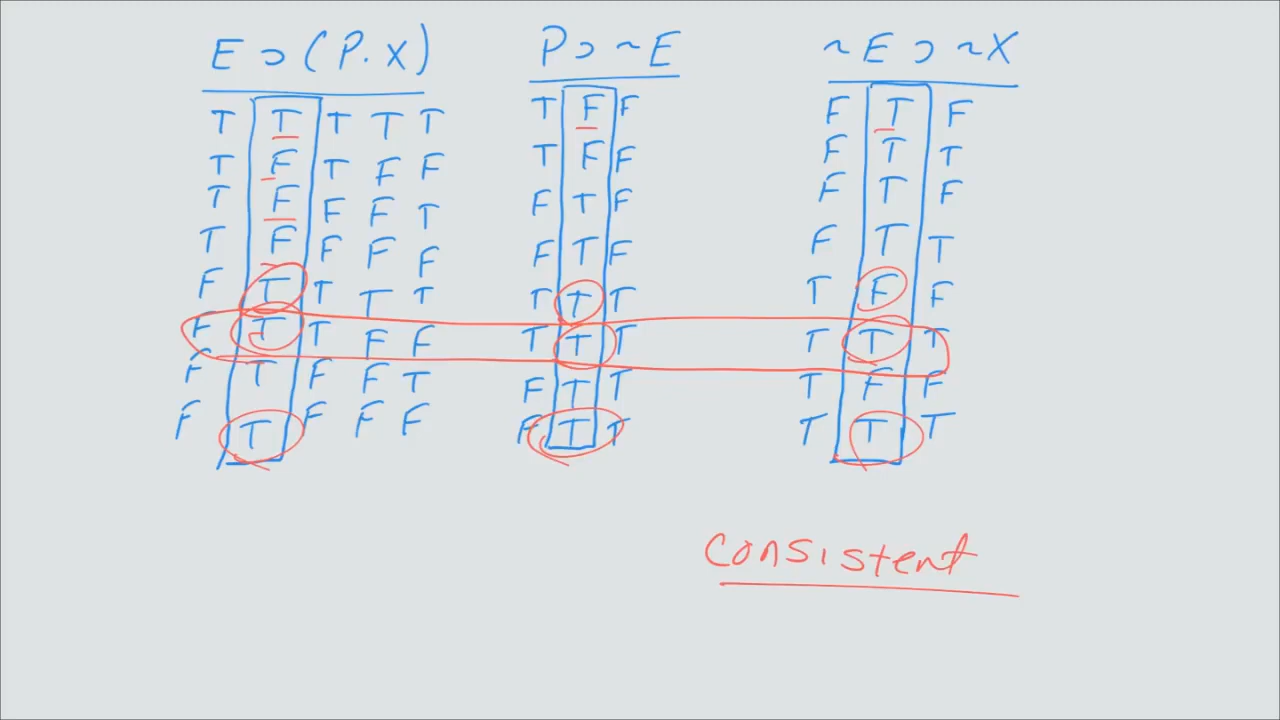 E ⊃ (P · X) P ⊃ ~E ~E ⊃ ~X
T T T T T T F F F T F
T F T F F T F F F T T
T F F F T F T F F T F
T F F F F F T F F T T
F T T T T T T T T F F
F T T F F T T T T T T
F T F F T F T T T F F
F T F F F F T T T T T
consistent